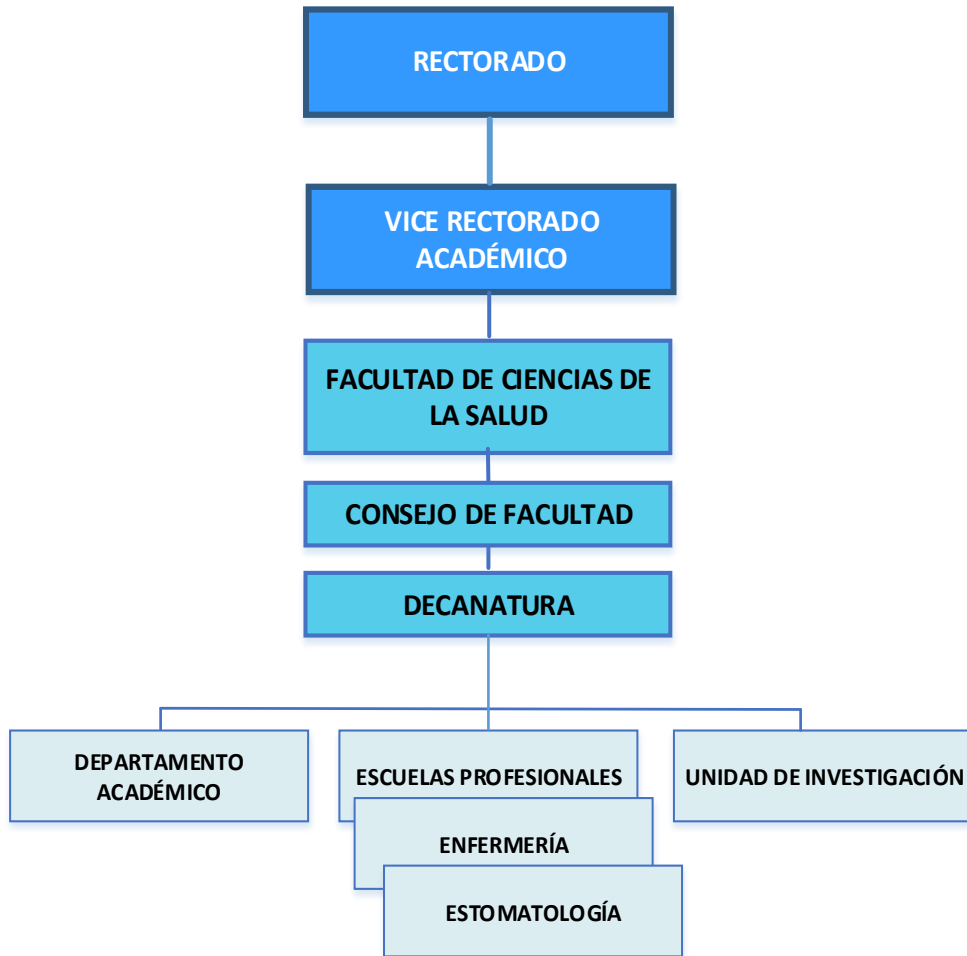 RECTORADO
VICE RECTORADO
ACADÉMICO
FACULTAD DE CIENCIAS DE
LA SALUD
CONSEJO DE FACULTAD
DECANATURA
DEPARTAMENTO
ACADÉMICO
ESCUELAS PROFESIONALES
UNIDAD DE INVESTIGACIÓN
ENFERMERÍA
ESTOMATOLOGÍA